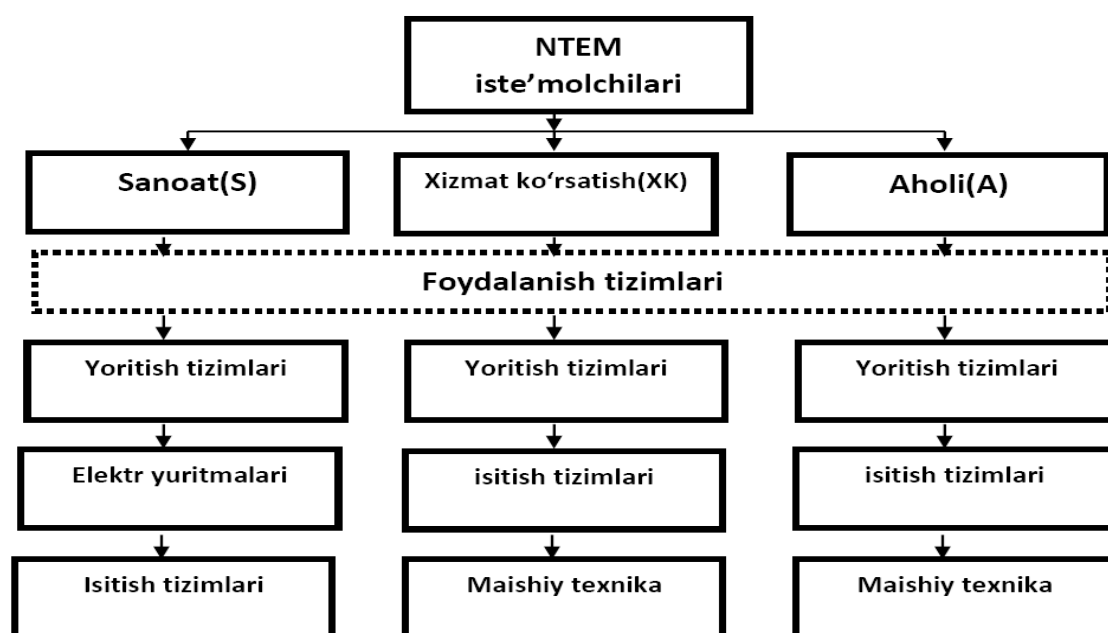 NTEM
iste’molchilari
Sanoat(S)
Xizmat ko‘rsatish(XK)
Aholi(A)
Foydalanish tizimlari
Yoritish tizimlari
Yoritish tizimlari
Yoritish tizimlari
Elektr yuritmalari
isitish tizimlari
isitish tizimlari
Isitish tizimlari
Maishiy texnika
Maishiy texnika